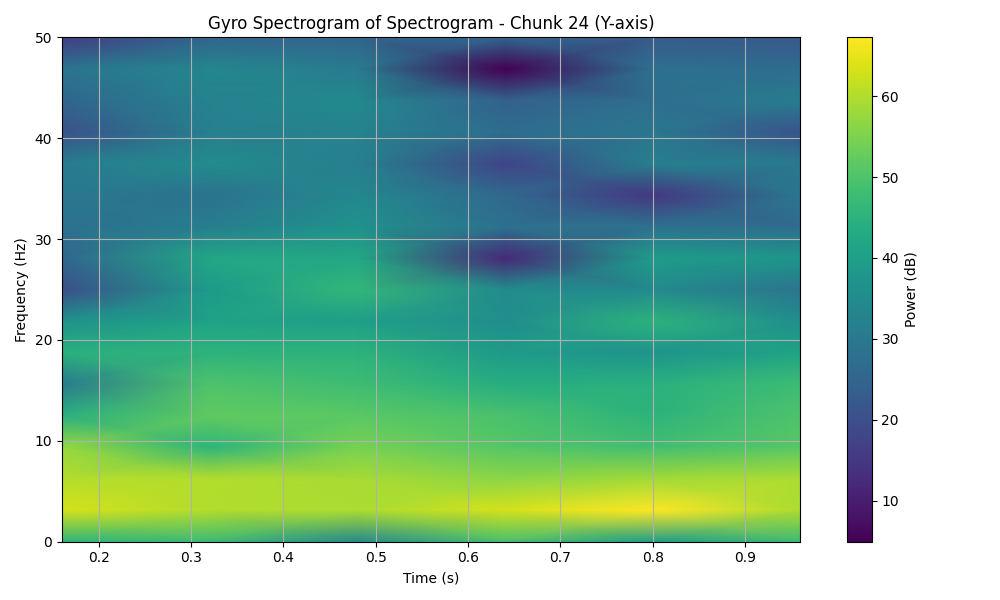 Gyro Spectrogram of Spectrogram - Chunk 24 (Y-axis)
50
40
30
20
10
0
Frequency (Hz)
0.2 0.3 0.4 0.5 0.6 0.7 0.8 0.9
Time (s)
60
50
40
30
20
10
Power (dB)